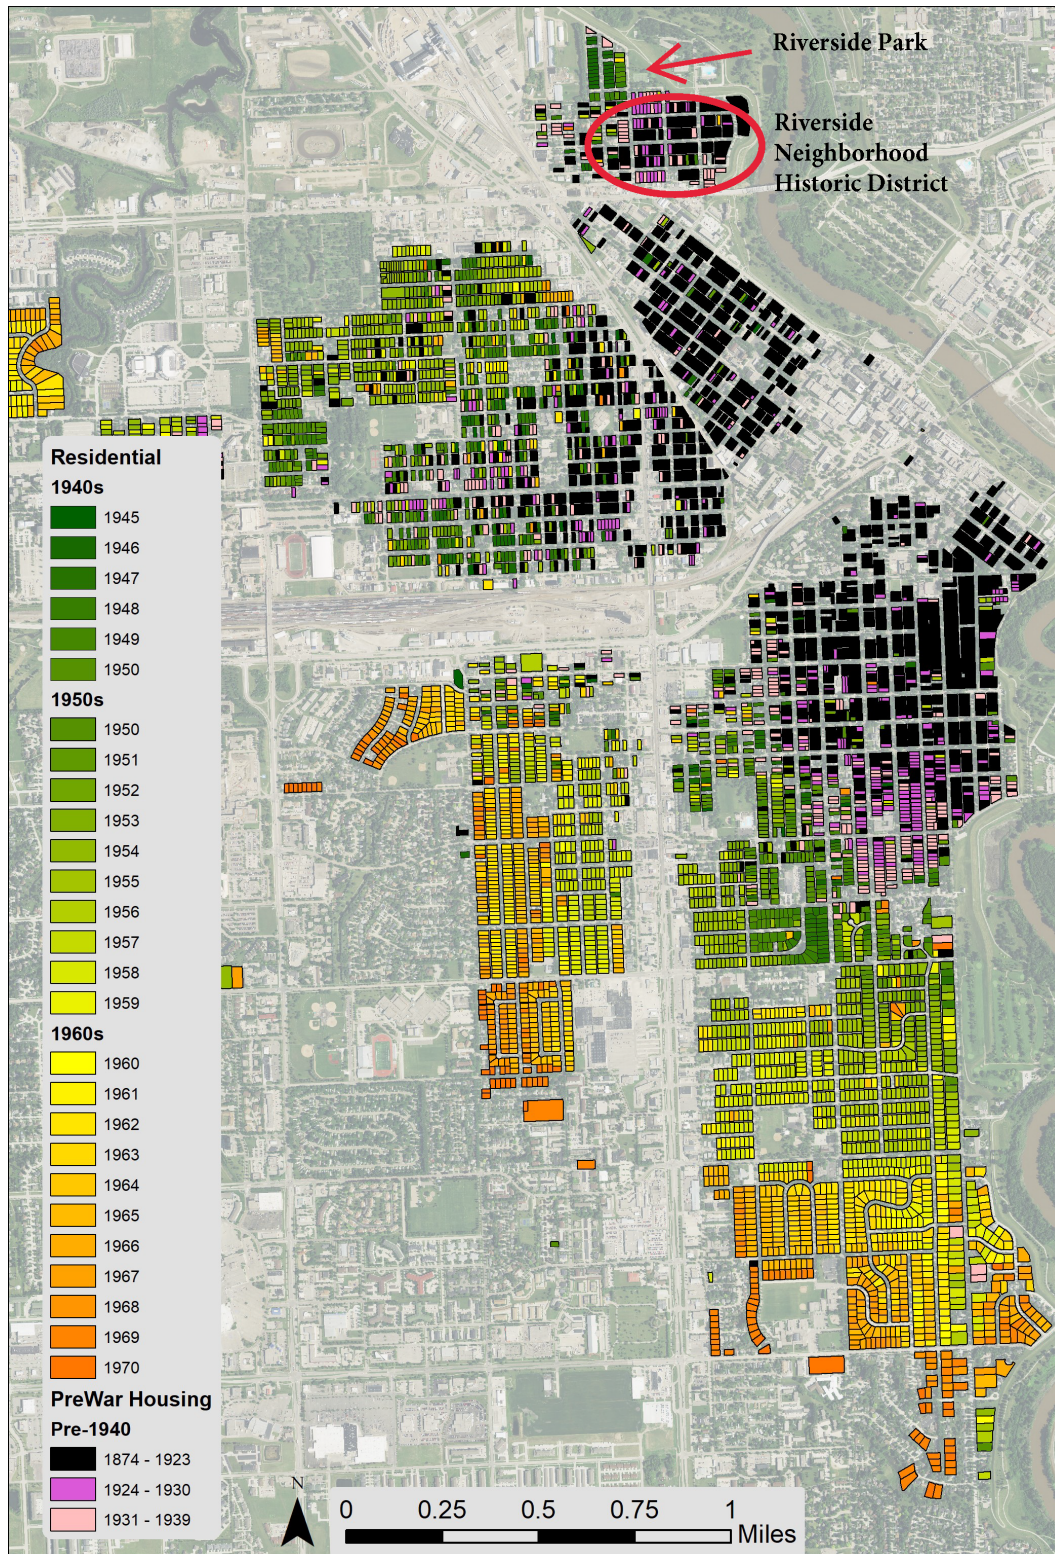 Riverside Park
Riverside
Neighborhood
Historic District
Residential
1940s
1945
1946
1947
1948
1949
1950
1950s
1950
1951
1952
1953
1954
1955
1956
1957
1958
1959
1960s
1960
1961
1962
1963
1964
1965
1966
1967
1968
1969
1970
PreWar Housing
Pre-1940
1874 - 1923
1924 - 1930
1931 - 1939
N
0 0.25 0.5 0.75 1
Miles